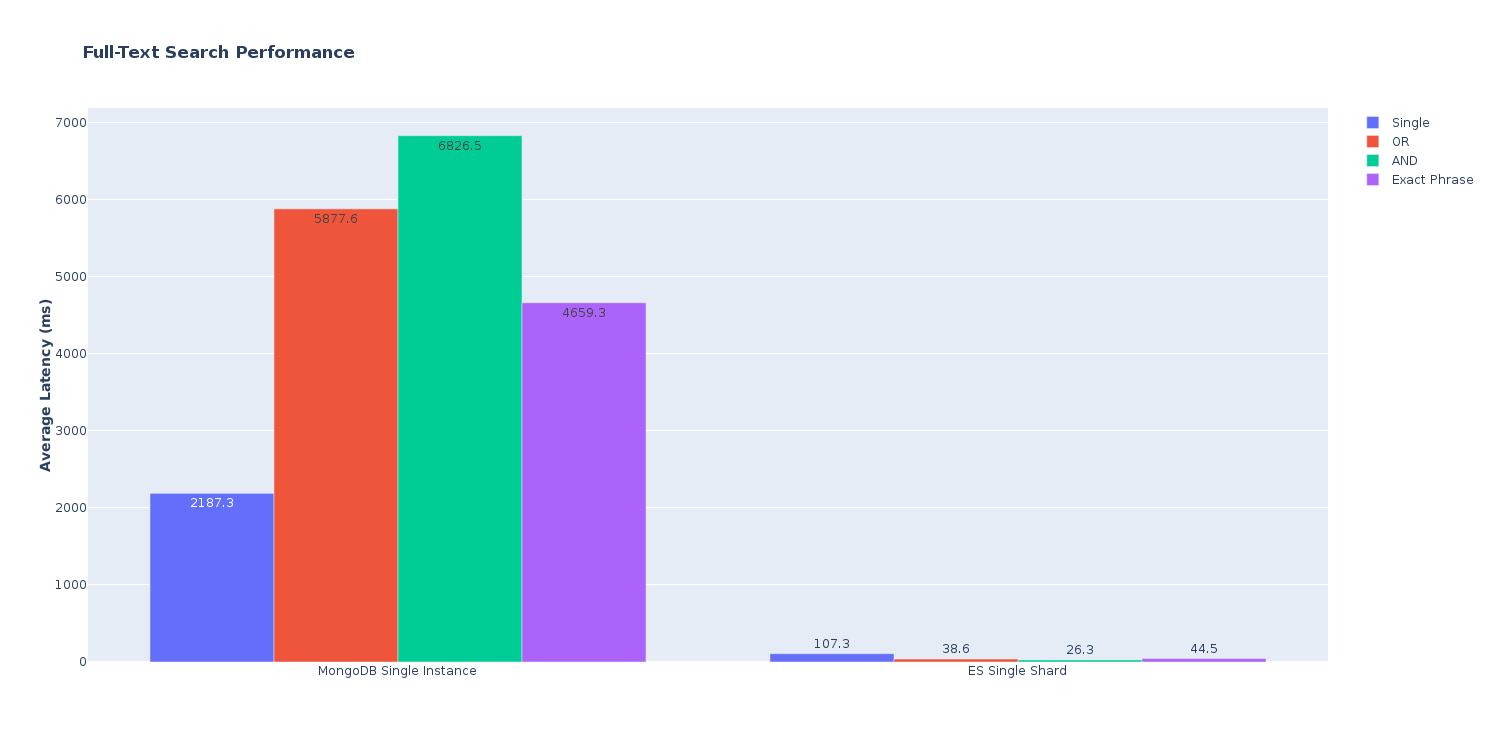 Full-Text Search Performance
Average Latency (ms)
7000
6000
5000
4000
3000
2000
1000
0
2187.3
5877.6
6826.5
4659.3
107.3
38.6
26.3
44.5
MongoDB Single Instance
ES Single Shard
Single
OR
AND
Exact Phrase